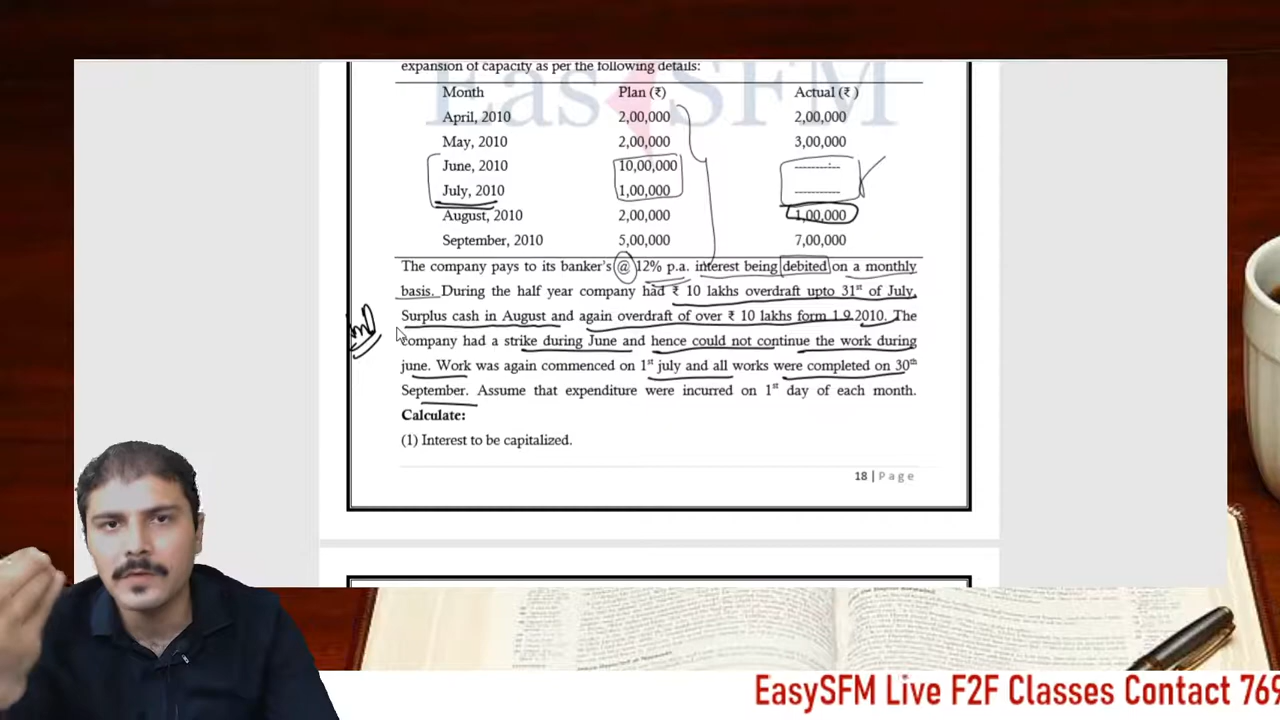 expansion of capacity as per the following details:
EasySFM
Month Plan (₹) Actual (₹ )
April, 2010 2,00,000 2,00,000
May, 2010 2,00,000 3,00,000
June, 2010 10,00,000 ------------
July, 2010 1,00,000 ------------
August, 2010 2,00,000 1,00,000
September, 2010 5,00,000 7,00,000
The company pays to its banker's @ 12% p.a. interest being debited on a monthly
basis. During the half year company had ₹ 10 lakhs overdraft upto 31st of July,
Surplus cash in August and again overdraft of over ₹ 10 lakhs form 1.9.2010. The
company had a strike during June and hence could not continue the work during
june. Work was again commenced on 1st july and all works were completed on 30th
September. Assume that expenditure were incurred on 1st day of each month.
Calculate:
(1) Interest to be capitalized.
18 | Page
EasySFM Live F2F Classes Contact 769